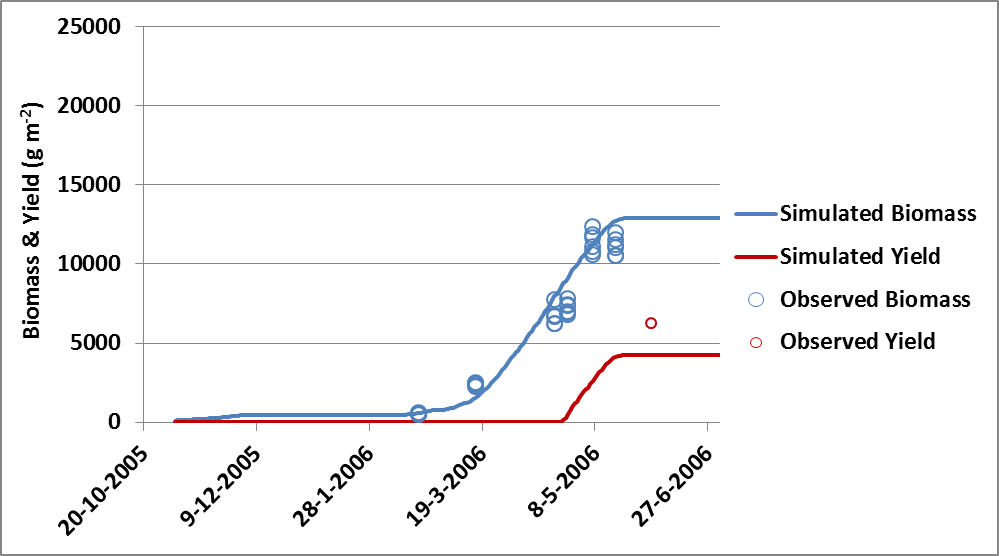 25000
20000
15000
10000
5000
0
Biomass & Yield (g m-2)
20-10-2005
9-12-2005
28-1-2006
19-3-2006
8-5-2006
27-6-2006
Simulated Biomass
Simulated Yield
Observed Biomass
Observed Yield